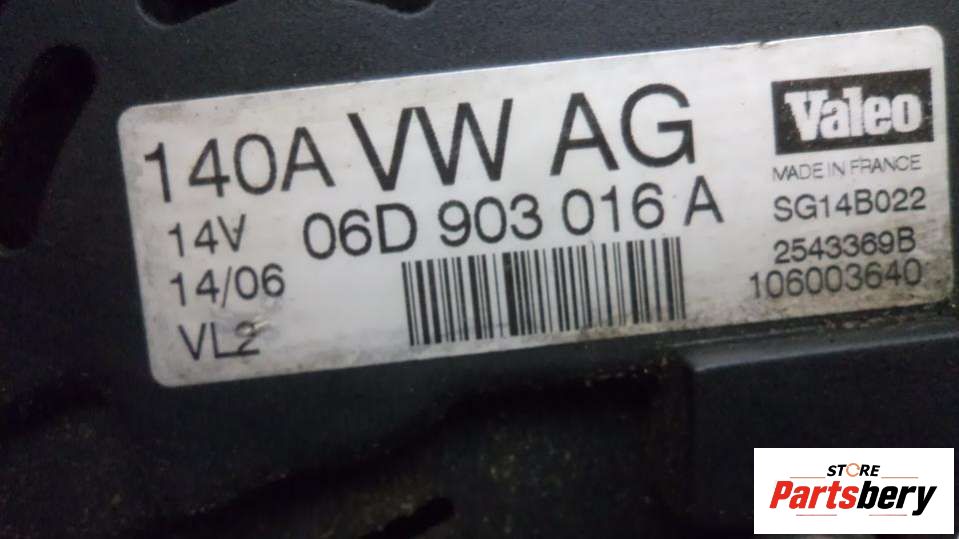 140A VW AG
Valeo
MADE IN FRANCE
14V 06D 903 016 A
SG14B022
14/06
2543369B
VL2
106003640
STORE
Partsbery